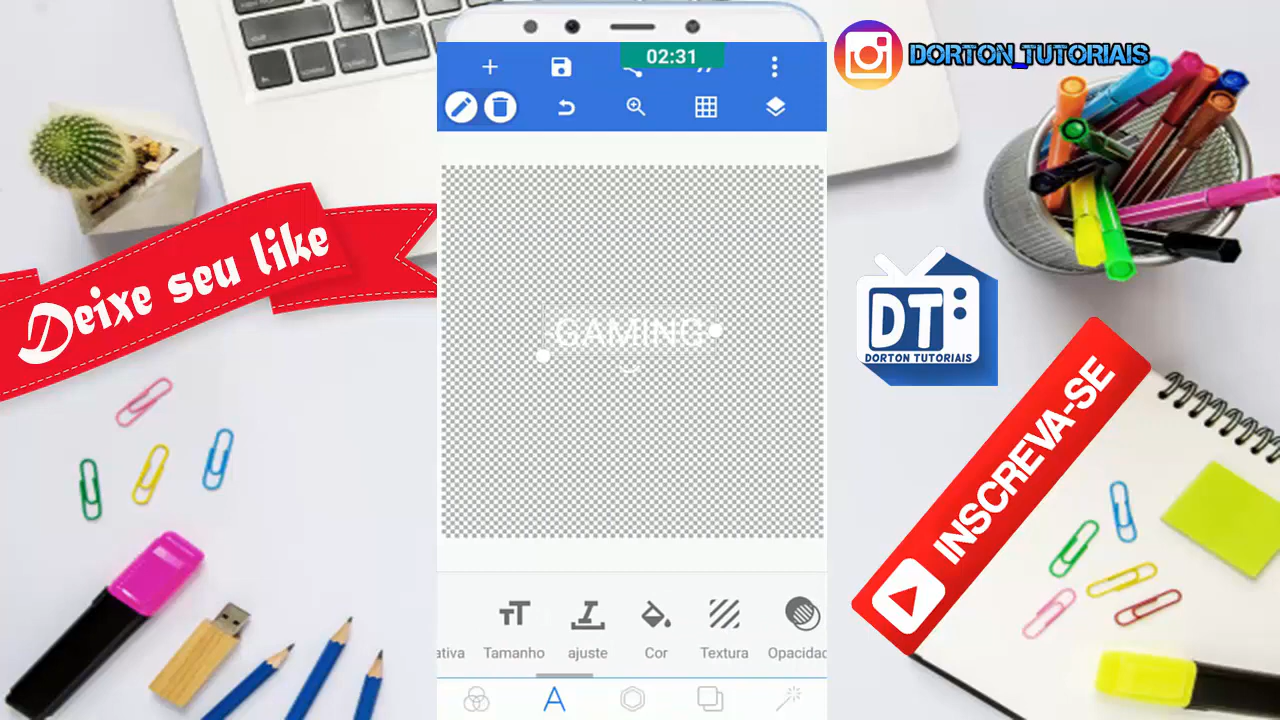 02:31
DORTON_TUTORIAIS
Deixe seu like
GAMING
DT
DORTON TUTORIAIS
INSCREVA-SE
ativa
Tamanho
ajuste
Cor
Textura
Opacidad
A